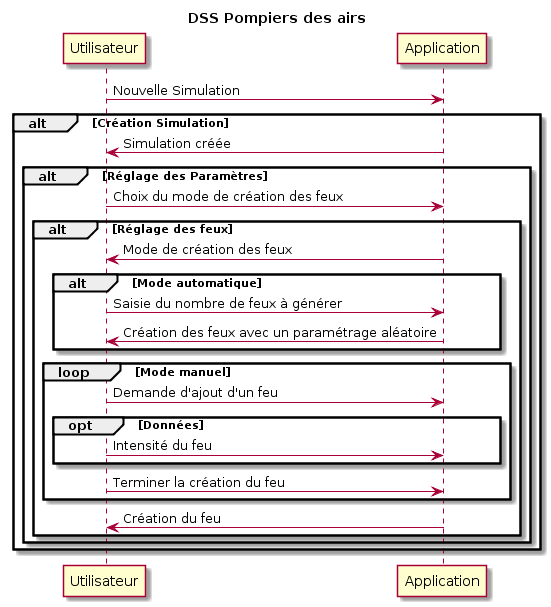 DSS Pompiers des airs
Utilisateur Application
Nouvelle Simulation
alt [Création Simulation]
Simulation créée
alt [Réglage des Paramètres]
Choix du mode de création des feux
alt [Réglage des feux]
Mode de création des feux
alt [Mode automatique]
Saisie du nombre de feux à générer
Création des feux avec un paramétrage aléatoire
loop [Mode manuel]
Demande d'ajout d'un feu
opt [Données]
Intensité du feu
Terminer la création du feu
Création du feu
Utilisateur Application